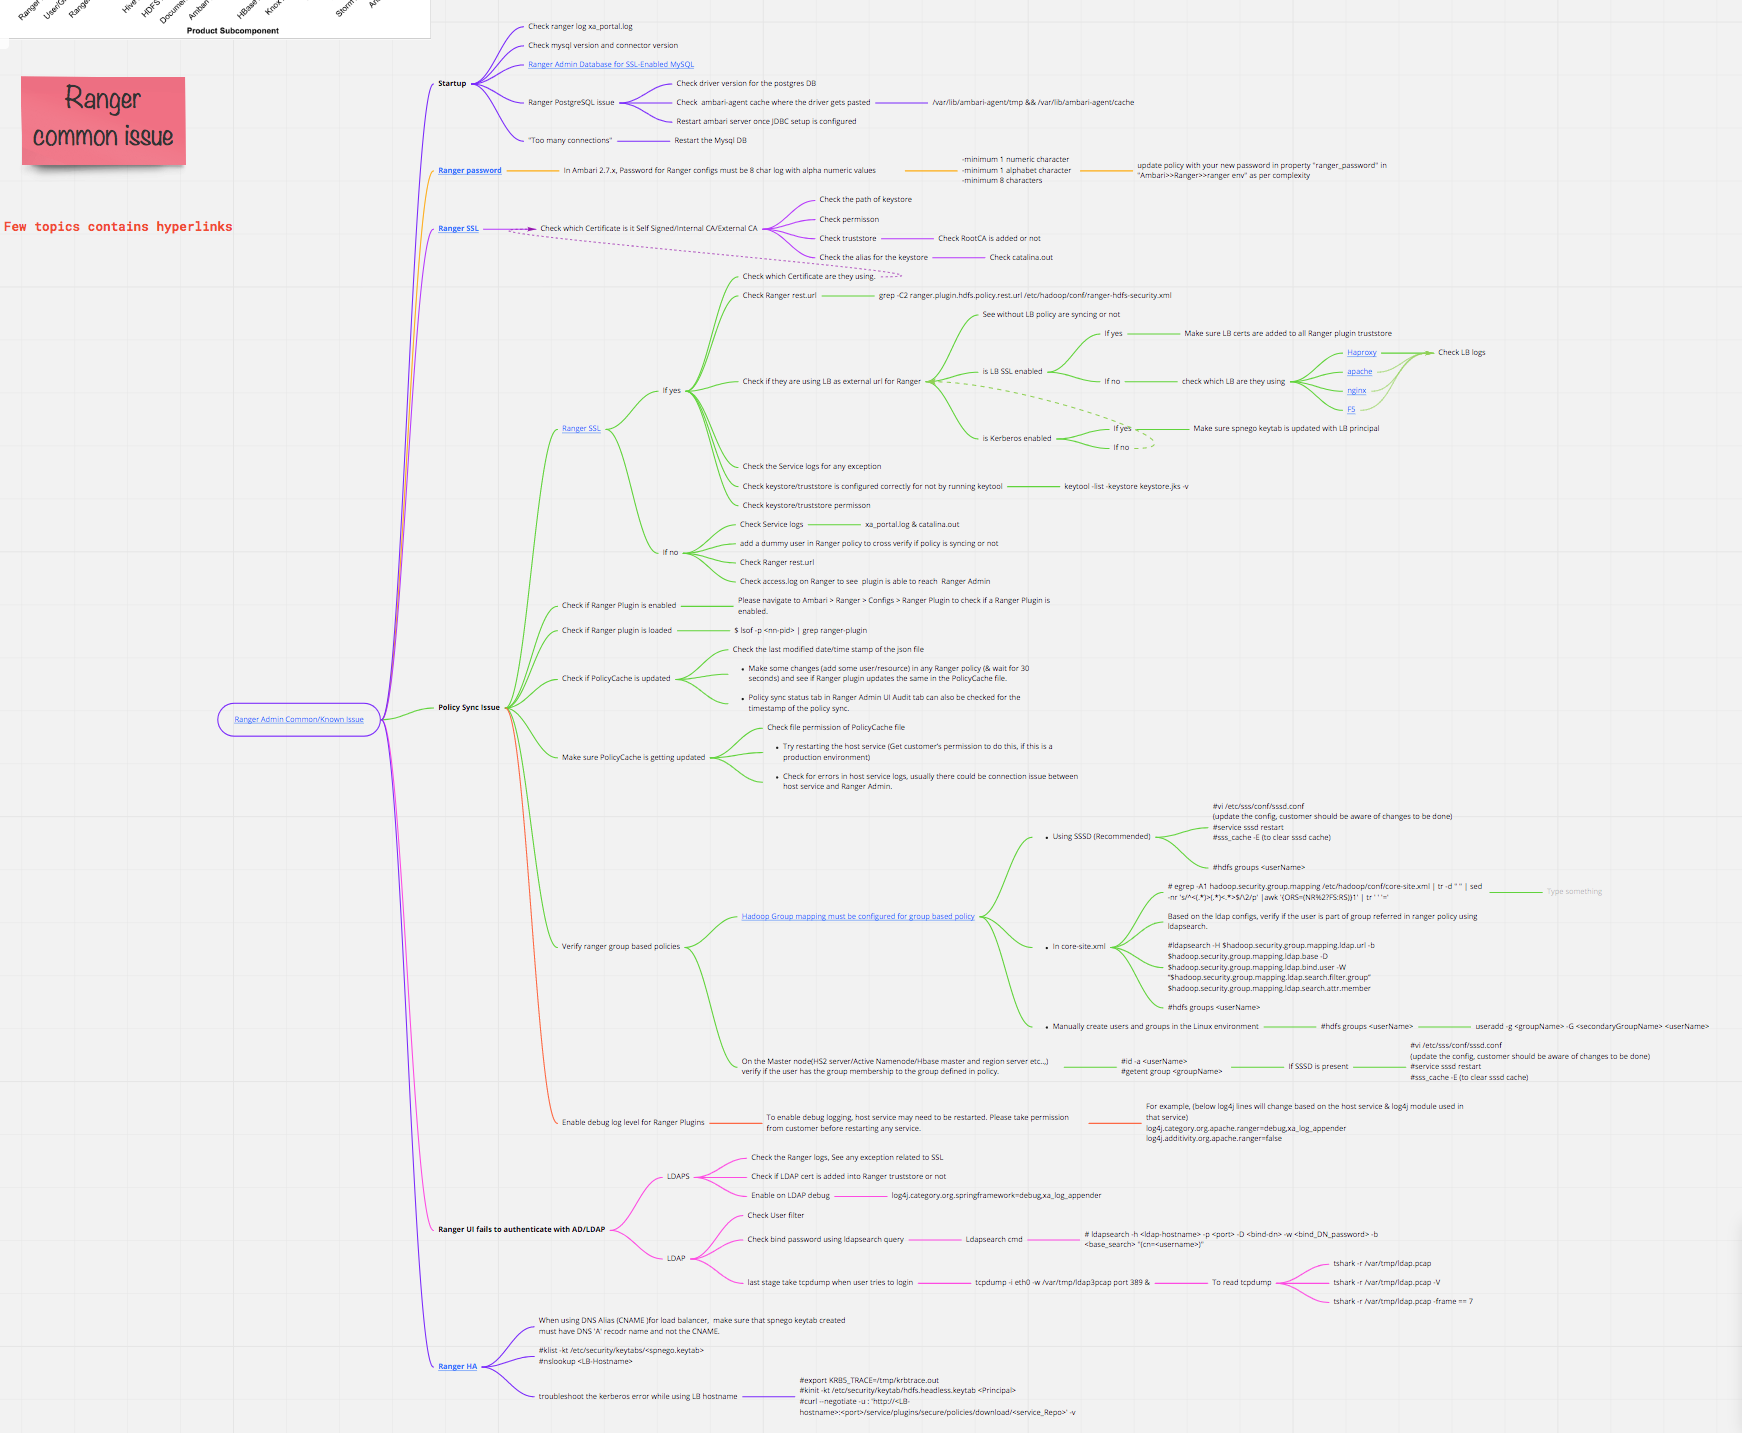 Ranger
User/G
Range
Hive
HDFS
Docume
Ambari
HBase
Knox
Storm
Product Subcomponent
Ranger
common issue
Few topics contains hyperlinks
Ranger Admin Common/Known Issue
Startup
Check ranger log xa_portal.log
Check mysql version and connector version
Ranger Admin Database for SSL-Enabled MySQL
Ranger PostgreSQL issue
Check driver version for the postgres DB
Check ambari-agent cache where the driver gets pasted
/var/lib/ambari-agent/tmp && /var/lib/ambari-agent/cache
Restart ambari server once JDBC setup is configured
"Too many connections"
Restart the Mysql DB
Ranger password
In Ambari 2.7.x, Password for Ranger configs must be 8 char log with alpha numeric values
-minimum 1 numeric character
-minimum 1 alphabet character
-minimum 8 characters
update policy with your new password in property "ranger_password" in
"Ambari>>Ranger>>ranger env" as per complexity
Ranger SSL
Check which Certificate is it Self Signed/Internal CA/External CA
Check the path of keystore
Check permisson
Check truststore
Check RootCA is added or not
Check the alias for the keystore
Check catalina.out
Policy Sync Issue
Ranger SSL
If yes
Check which Certificate are they using.
Check Ranger rest.url
grep -C2 ranger.plugin.hdfs.policy.rest.url /etc/hadoop/conf/ranger-hdfs-security.xml
Check if they are using LB as external url for Ranger
See without LB policy are syncing or not
is LB SSL enabled
If yes
Make sure LB certs are added to all Ranger plugin truststore
If no
check which LB are they using
Haproxy
apache
nginx
F5
Check LB logs
is Kerberos enabled
If yes
Make sure spnego keytab is updated with LB principal
If no
Check the Service logs for any exception
Check keystore/truststore is configured correctly for not by running keytool
keytool -list -keystore keystore.jks -v
Check keystore/truststore permisson
If no
Check Service logs
xa_portal.log & catalina.out
add a dummy user in Ranger policy to cross verify if policy is syncing or not
Check Ranger rest.url
Check access.log on Ranger to see plugin is able to reach Ranger Admin
Check if Ranger Plugin is enabled
Please navigate to Ambari > Ranger > Configs > Ranger Plugin to check if a Ranger Plugin is
enabled.
Check if Ranger plugin is loaded
$ lsof -p <nn-pid> | grep ranger-plugin
Check if PolicyCache is updated
Check the last modified date/time stamp of the json file
• Make some changes (add some user/resource) in any Ranger policy (& wait for 30
seconds) and see if Ranger plugin updates the same in the PolicyCache file.
• Policy sync status tab in Ranger Admin UI Audit tab can also be checked for the
timestamp of the policy sync.
Make sure PolicyCache is getting updated
Check file permission of PolicyCache file
• Try restarting the host service (Get customer's permission to do this, if this is a
production environment)
• Check for errors in host service logs, usually there could be connection issue between
host service and Ranger Admin.
Verify ranger group based policies
Hadoop Group mapping must be configured for group based policy
• Using SSSD (Recommended)
#vi /etc/sss/conf/sssd.conf
(update the config, customer should be aware of changes to be done)
#service sssd restart
#sss_cache -E (to clear sssd cache)
#hdfs groups <userName>
• In core-site.xml
# egrep -A1 hadoop.security.group.mapping /etc/hadoop/conf/core-site.xml | tr -d " " | sed
-nr 's/^<(.*)>(.*)<.*>$/\2/p' |awk '{ORS=(NR%2?FS:RS)}1' | tr ' ' '='
Type something
Based on the ldap configs, verify if the user is part of group referred in ranger policy using
ldapsearch.
#ldapsearch -H $hadoop.security.group.mapping.ldap.url -b
$hadoop.security.group.mapping.ldap.base -D
$hadoop.security.group.mapping.ldap.bind.user -W
"$hadoop.security.group.mapping.ldap.search.filter.group"
$hadoop.security.group.mapping.ldap.search.attr.member
#hdfs groups <userName>
• Manually create users and groups in the Linux environment
#hdfs groups <userName>
useradd -g <groupName> -G <secondaryGroupName> <userName>
On the Master node(HS2 server/Active Namenode/Hbase master and region server etc..,)
verify if the user has the group membership to the group defined in policy.
#id -a <userName>
#getent group <groupName>
If SSSD is present
#vi /etc/sss/conf/sssd.conf
(update the config, customer should be aware of changes to be done)
#service sssd restart
#sss_cache -E (to clear sssd cache)
Enable debug log level for Ranger Plugins
To enable debug logging, host service may need to be restarted. Please take permission
from customer before restarting any service.
For example, (below log4j lines will change based on the host service & log4j module used in
that service)
log4j.category.org.apache.ranger=debug,xa_log_appender
log4j.additivity.org.apache.ranger=false
Ranger UI fails to authenticate with AD/LDAP
LDAPS
Check the Ranger logs, See any exception related to SSL
Check if LDAP cert is added into Ranger truststore or not
Enable on LDAP debug
log4j.category.org.springframework=debug,xa_log_appender
LDAP
Check User filter
Check bind password using ldapsearch query
Ldapsearch cmd
# ldapsearch -h <ldap-hostname> -p <port> -D <bind-dn> -w <bind_DN_password> -b
<base_search> "(cn=<username>)"
last stage take tcpdump when user tries to login
tcpdump -i eth0 -w /var/tmp/ldap3pcap port 389 &
To read tcpdump
tshark -r /var/tmp/ldap.pcap
tshark -r /var/tmp/ldap.pcap -V
tshark -r /var/tmp/ldap.pcap -frame == 7
Ranger HA
When using DNS Alias (CNAME )for load balancer, make sure that spnego keytab created
must have DNS 'A' recodr name and not the CNAME.
#klist -kt /etc/security/keytabs/<spnego.keytab>
#nslookup <LB-Hostname>
troubleshoot the kerberos error while using LB hostname
#export KRB5_TRACE=/tmp/krbtrace.out
#kinit -kt /etc/security/keytab/hdfs.headless.keytab <Principal>
#curl --negotiate -u : 'http://<LB-
hostname>:<port>/service/plugins/secure/policies/download/<service_Repo>' -v